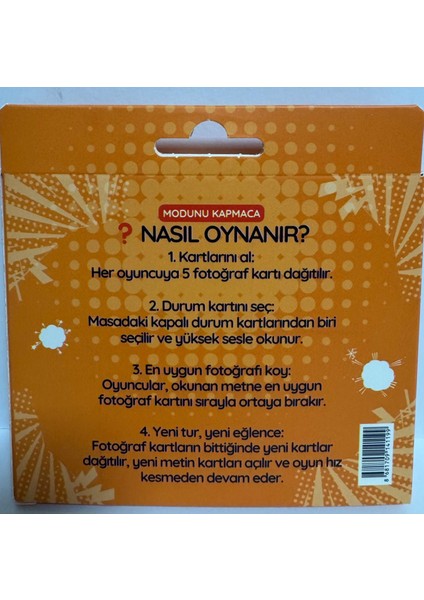 MODUNU KAPMACA
? NASIL OYNANIR?
1. Kartlarını al:
Her oyuncuya 5 fotoğraf kartı dağıtılır.
2. Durum kartını seç:
Masadaki kapalı durum kartlarından biri
seçilir ve yüksek sesle okunur.
3. En uygun fotoğrafı koy:
Oyuncular, okunan metne en uygun
fotoğraf kartını sırayla ortaya bırakır.
4. Yeni tur, yeni eğlence:
Fotoğraf kartların bittiğinde yeni kartlar
dağıtılır, yeni metin kartları açılır ve oyun hız
kesmeden devam eder.